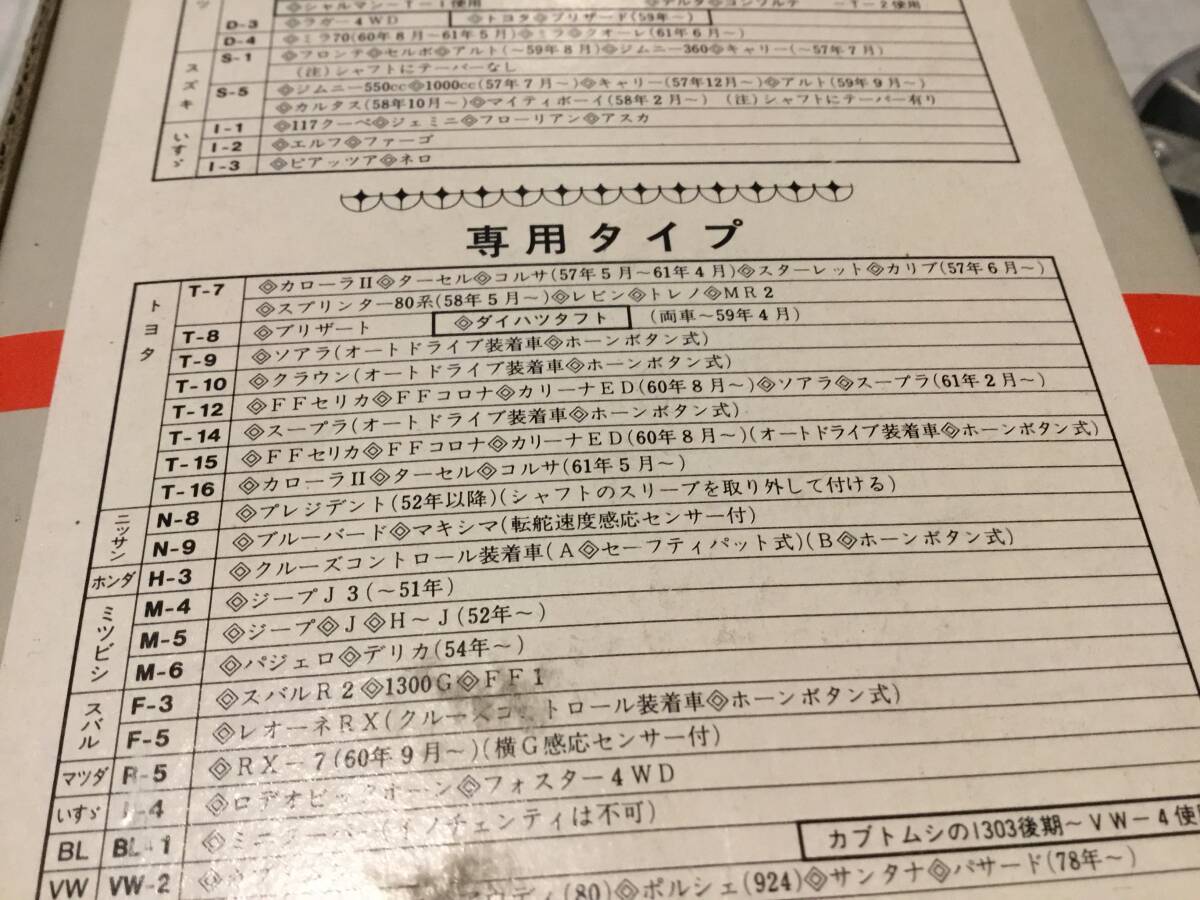 ツ
◈シャルマン－T－1使用 ◈デルタ◈コンソルテ －T－2使用
D-3 ◈ラガー4WD ◈トヨタ◈ブリザード(59年～)
D-4 ◈ミラ70(60年8月～61年5月)◈ミラ◈クオーレ(61年6月～)
スズキ
S-1 ◈フロンテ◈セルボ◈アルト(～59年8月)◈ジムニー360◈キャリー(～57年7月)
(注)シャフトにテーパーなし
S-5 ◈ジムニー550cc◈1000cc(57年7月～)◈キャリー(57年12月～)◈アルト(59年9月～)
◈カルタス(58年10月～)◈マイティボーイ(58年2月～) (注)シャフトにテーパー有り
いすゞ
I-1 ◈117クーペ◈ジェミニ◈フローリアン◈アスカ
I-2 ◈エルフ◈ファーゴ
I-3 ◈ピアッツア◈ネロ
専用タイプ
トヨタ
T-7 ◈カローラII◈ターセル◈コルサ(57年5月～61年4月)◈スターレット◈カリブ(57年6月～)
◈スプリンター80系(58年5月～)◈レビン◈トレノ◈MR2
T-8 ◈ブリザート ◈ダイハツタフト (両車～59年4月)
T-9 ◈ソアラ(オートドライブ装着車◈ホーンボタン式)
T-10 ◈クラウン(オートドライブ装着車◈ホーンボタン式)
T-12 ◈FFセリカ◈FFコロナ◈カリーナED(60年8月～)◈ソアラ◈スープラ(61年2月～)
T-14 ◈スープラ(オートドライブ装着車◈ホーンボタン式)
T-15 ◈FFセリカ◈FFコロナ◈カリーナED(60年8月～)(オートドライブ装着車◈ホーンボタン式)
T-16 ◈カローラII◈ターセル◈コルサ(61年5月～)
ニッサン
N-8 ◈プレジデント(52年以降)(シャフトのスリーブを取り外して付ける)
N-9 ◈ブルーバード◈マキシマ(転舵速度感応センサー付)
ホンダ H-3 ◈クルーズコントロール装着車(A◈セーフティパット式)(B◈ホーンボタン式)
ミツビシ
M-4 ◈ジープJ3(～51年)
M-5 ◈ジープ◈J◈H～J(52年～)
M-6 ◈パジェロ◈デリカ(54年～)
スバル
F-3 ◈スバルR2◈1300G◈FF1
F-5 ◈レオーネRX(クルーズコントロール装着車◈ホーンボタン式)
マツダ R-5 ◈RX－7(60年9月～)(横G感応センサー付)
いすゞ I-4 ◈ロデオビッグホーン◈フォスター4WD
BL BL-1 ◈ミニクーパー(イノチェンティは不可)
カブトムシの1303後期～VW－4使
VW VW-2 (80)◈ポルシェ(924)◈サンタナ◈パサード(78年～)